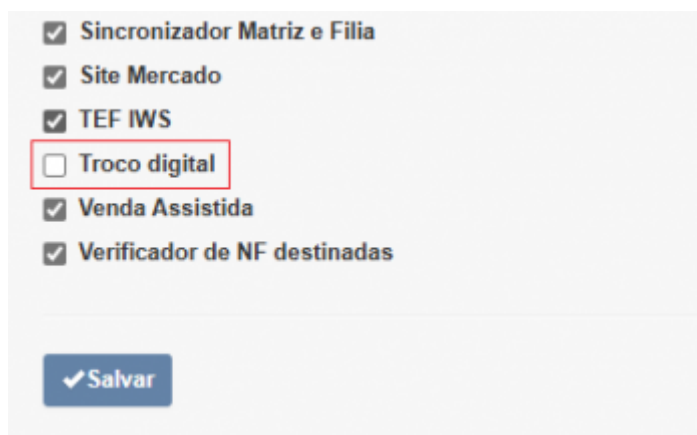 Sincronizador Matriz e Filia
Site Mercado
TEF IWS
Troco digital
Venda Assistida
Verificador de NF destinadas
Salvar